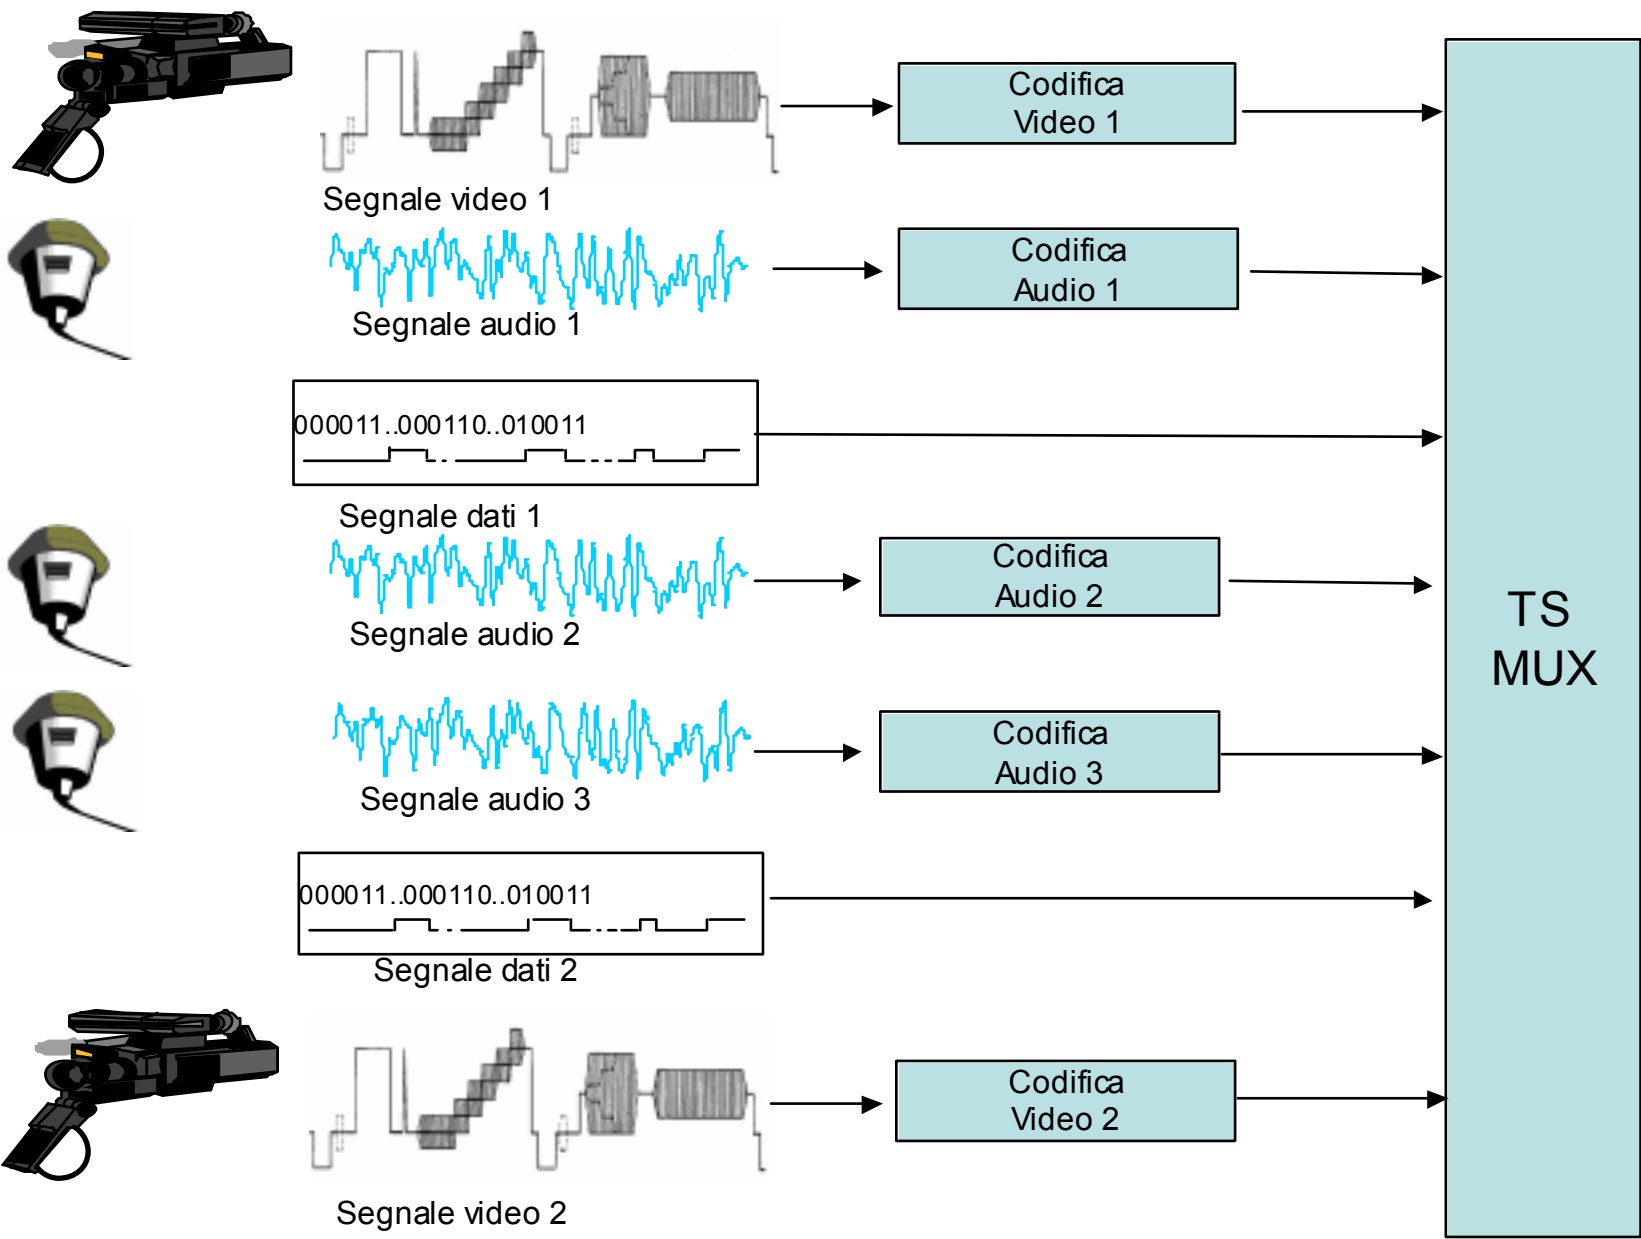 Codifica
Video 1
Segnale video 1
Codifica
Audio 1
Segnale audio 1
000011..000110..010011
Segnale dati 1
Codifica
Audio 2
Segnale audio 2
TS
MUX
Codifica
Audio 3
Segnale audio 3
000011..000110..010011
Segnale dati 2
Codifica
Video 2
Segnale video 2